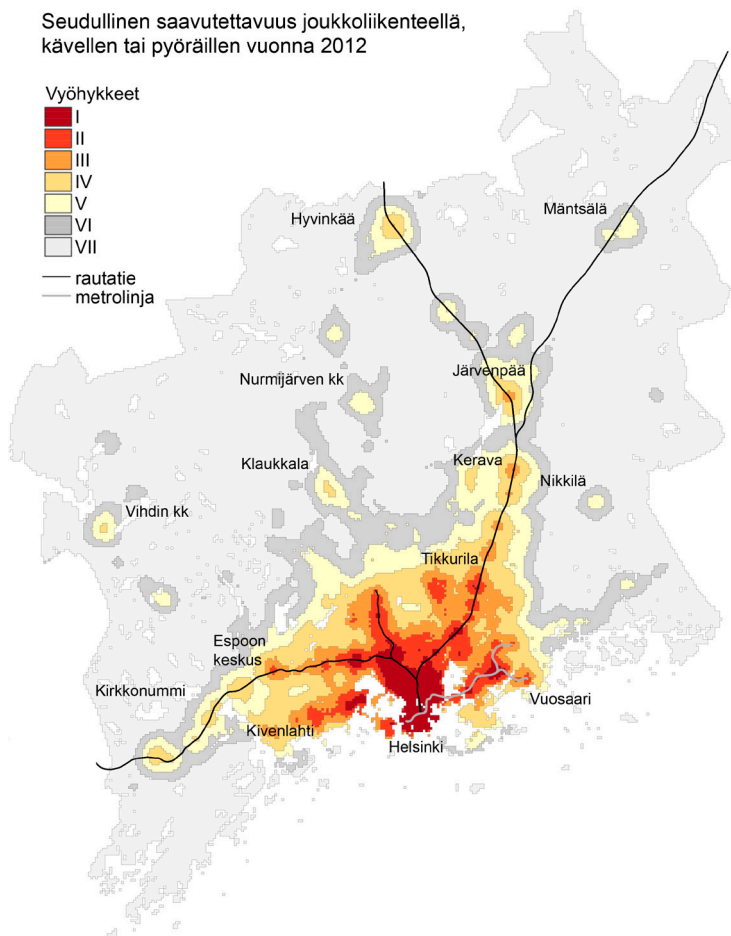 Seudullinen saavutettavuus joukkoliikenteellä,
kävellen tai pyöräillen vuonna 2012
Vyöhykkeet
I
II
III
IV
V
VI
VII
rautatie
metrolinja
Hyvinkää
Mäntsälä
Järvenpää
Nurmijärven kk
Klaukkala
Kerava
Nikkilä
Vihdin kk
Tikkurila
Espoon
keskus
Kirkkonummi
Vuosaari
Kivenlahti
Helsinki